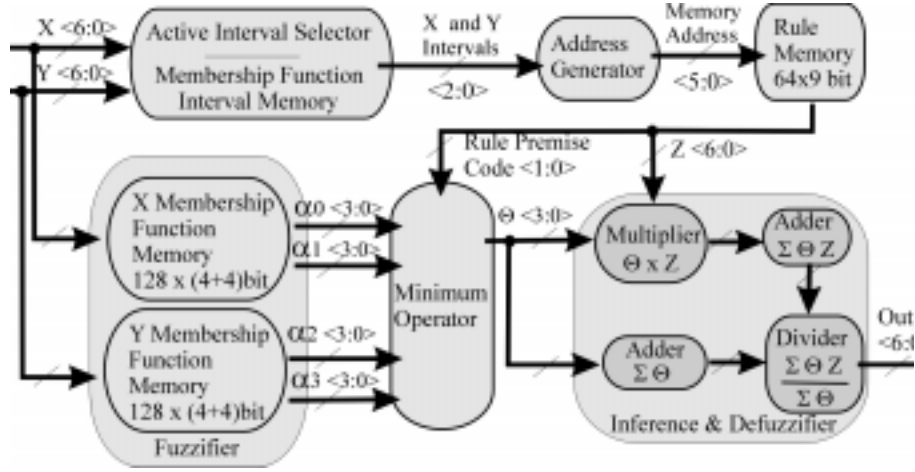 X <6:0>
Y <6:0>
Active Interval Selector
Membership Function
Interval Memory
X and Y
Intervals
<2:0>
Address
Generator
Memory
Address
<5:0>
Rule
Memory
64x9 bit
Rule Premise
Code <1:0>
Z <6:0>
X Membership
Function
Memory
128 x (4+4)bit
α0 <3:0>
α1 <3:0>
Y Membership
Function
Memory
128 x (4+4)bit
α2 <3:0>
α3 <3:0>
Fuzzifier
Minimum
Operator
Θ <3:0>
Multiplier
Θ x Z
Adder
Σ Θ Z
Adder
Σ Θ
Divider
Σ Θ Z
Σ Θ
Out
<6:0
Inference & Defuzzifier